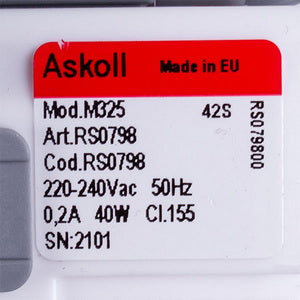 Askoll Made in EU
Mod.M325 42S
Art.RS0798
Cod.RS0798
220-240Vac 50Hz
0,2A 40W Cl.155
SN:2101
RS079800